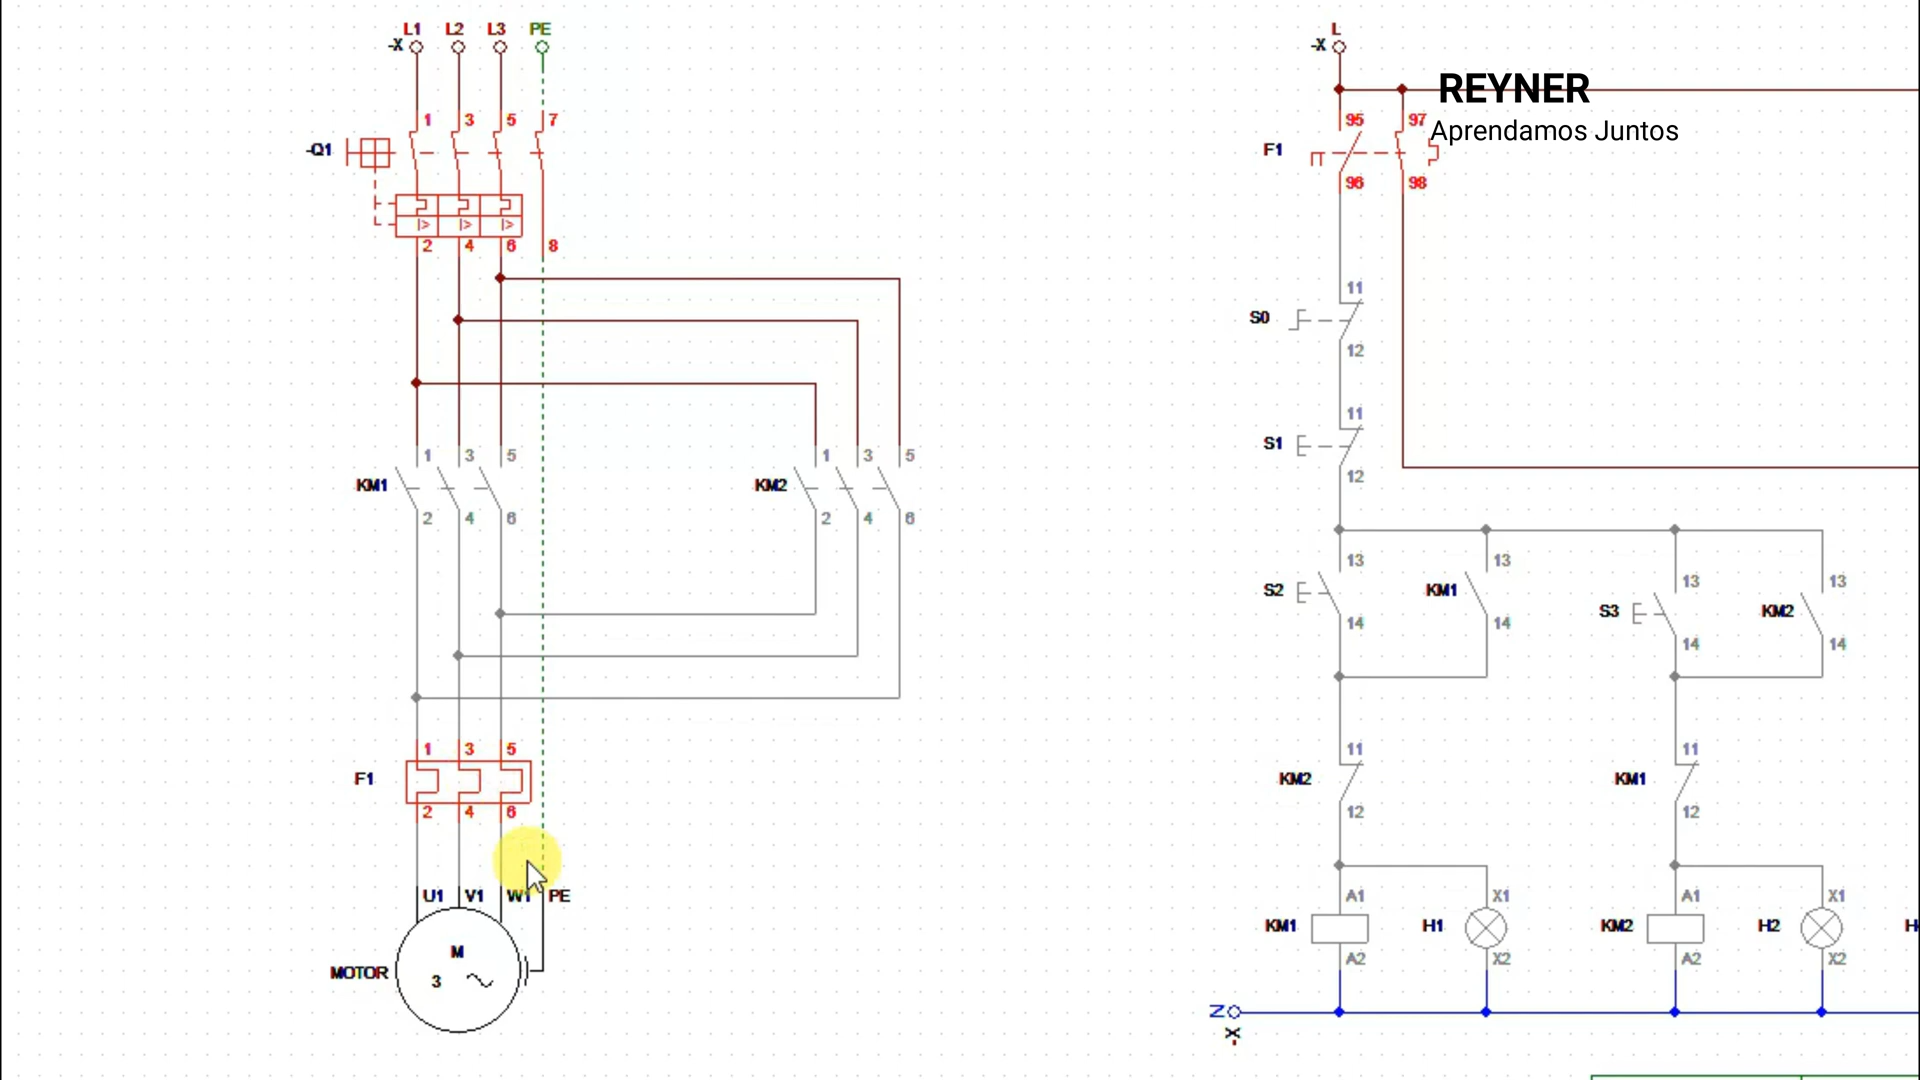 L1 L2 L3 PE
-X
1 3 5 7
-Q1
|> |> |>
2 4 6 8
1 3 5
KM1
2 4 6
1 3 5
KM2
2 4 6
1 3 5
F1
2 4 6
U1 V1 W1 PE
M
3
MOTOR
L
-X
REYNER
Aprendamos Juntos
95 97
F1
96 98
11
S0
12
11
S1
12
13 13 13 13
S2 KM1 S3 KM2
14 14 14 14
11 11
KM2 KM1
12 12
A1 X1 A1 X1
KM1 H1 KM2 H2 H
A2 X2 A2 X2
N
-X